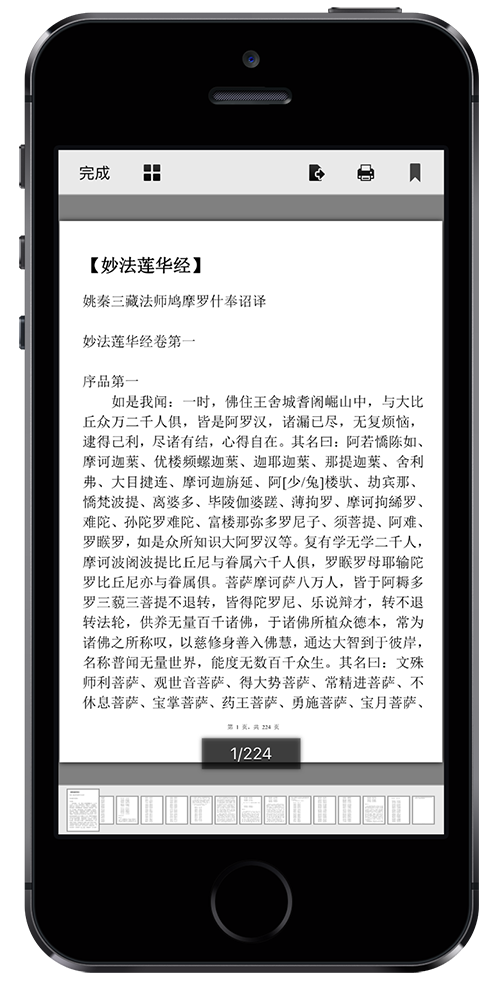 完成
【妙法莲华经】
姚秦三藏法师鸠摩罗什奉诏译
妙法莲华经卷第一
序品第一
如是我闻：一时，佛住王舍城耆阇崛山中，与大比
丘众万二千人俱，皆是阿罗汉，诸漏已尽，无复烦恼，
逮得己利，尽诸有结，心得自在。其名曰：阿若憍陈如、
摩诃迦葉、优楼频螺迦葉、迦耶迦葉、那提迦葉、舍利
弗、大目揵连、摩诃迦旃延、阿[少/兔]楼驮、劫宾那、
憍梵波提、离婆多、毕陵伽婆蹉、薄拘罗、摩诃拘絺罗、
难陀、孙陀罗难陀、富楼那弥多罗尼子、须菩提、阿难、
罗睺罗，如是众所知识大阿罗汉等。复有学无学二千人，
摩诃波阇波提比丘尼与眷属六千人俱，罗睺罗母耶输陀
罗比丘尼亦与眷属俱。菩萨摩诃萨八万人，皆于阿耨多
罗三藐三菩提不退转，皆得陀罗尼、乐说辩才，转不退
转法轮，供养无量百千诸佛，于诸佛所植众德本，常为
诸佛之所称叹，以慈修身善入佛慧，通达大智到于彼岸，
名称普闻无量世界，能度无数百千众生。其名曰：文殊
师利菩萨、观世音菩萨、得大势菩萨、常精进菩萨、不
休息菩萨、宝掌菩萨、药王菩萨、勇施菩萨、宝月菩萨、
第 1 页，共 224 页
1/224